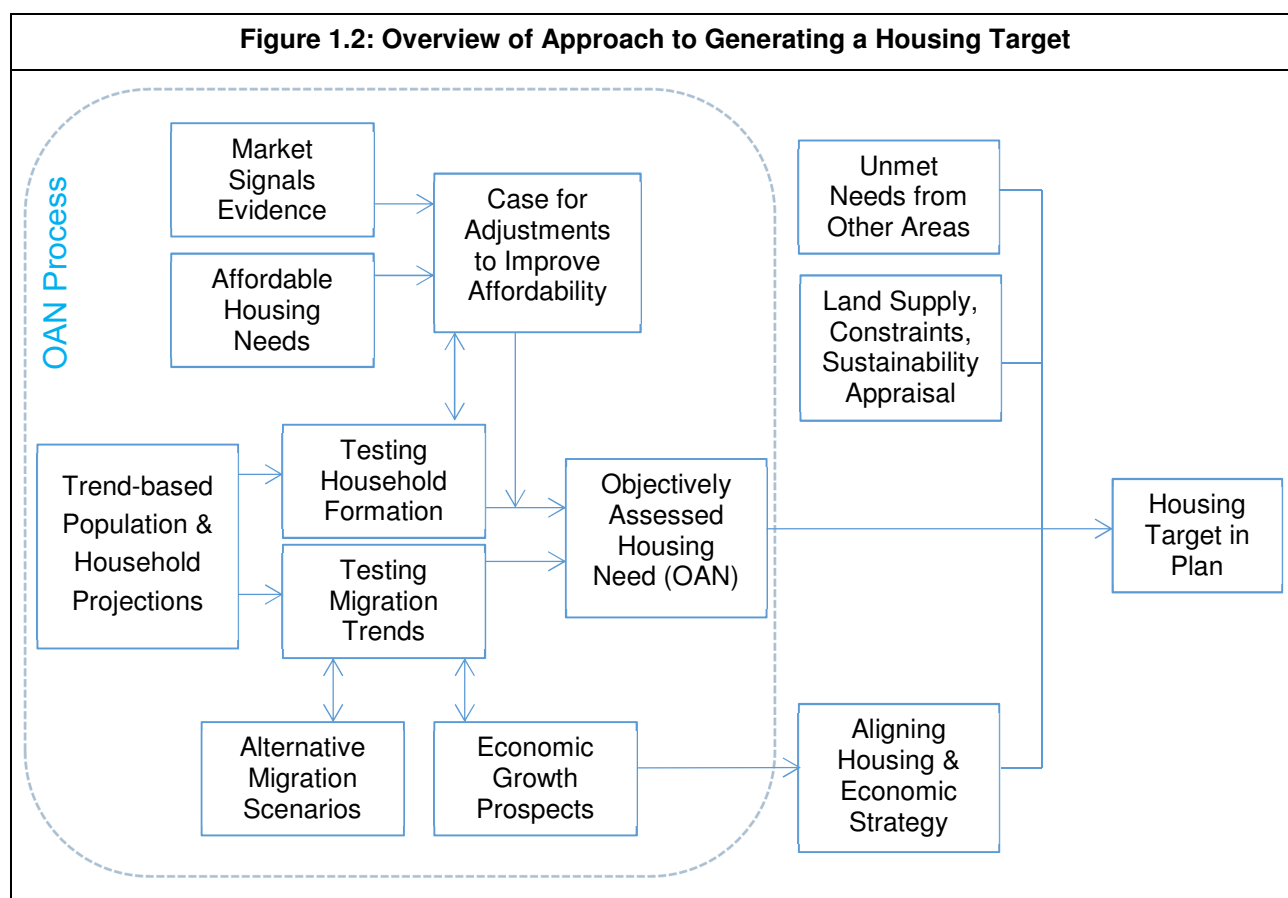 Figure 1.2: Overview of Approach to Generating a Housing Target
OAN Process
Market
Signals
Evidence
Affordable
Housing
Needs
Case for
Adjustments
to Improve
Affordability
Unmet
Needs from
Other Areas
Land Supply,
Constraints,
Sustainability
Appraisal
Trend-based
Population &
Household
Projections
Testing
Household
Formation
Testing
Migration
Trends
Objectively
Assessed
Housing
Need (OAN)
Housing
Target in
Plan
Alternative
Migration
Scenarios
Economic
Growth
Prospects
Aligning
Housing &
Economic
Strategy